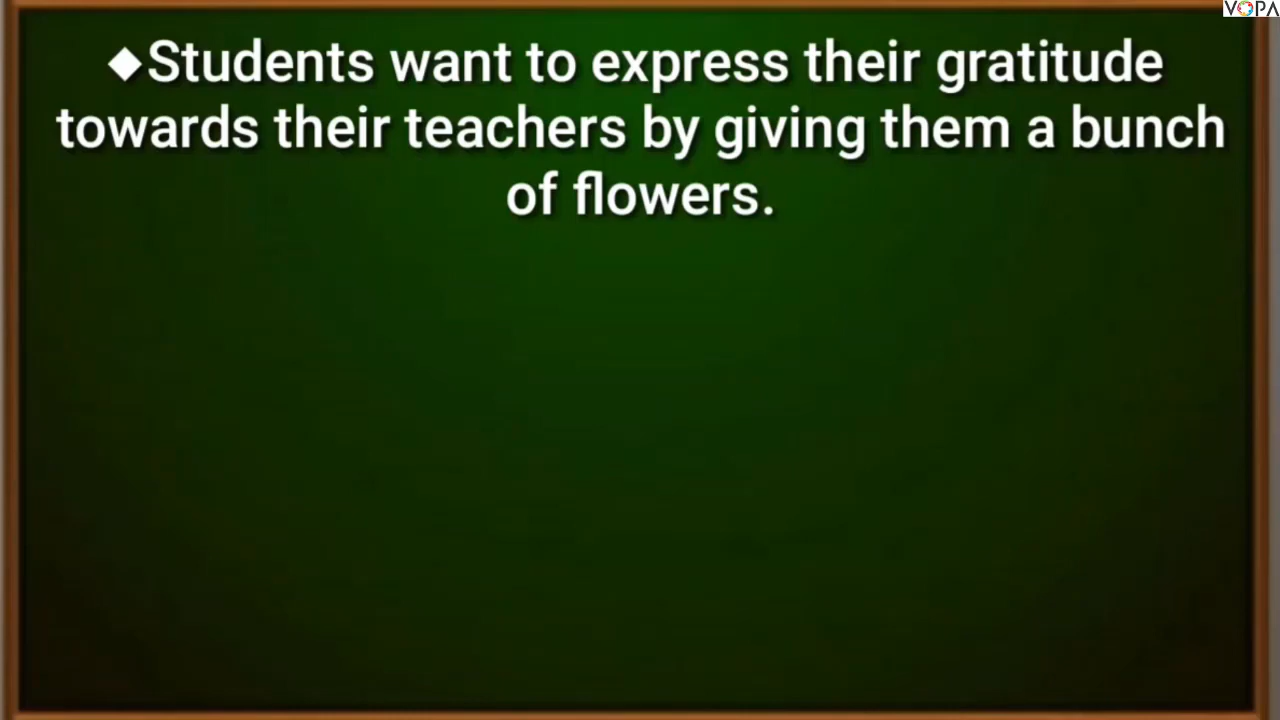 VOPA
◆Students want to express their gratitude
towards their teachers by giving them a bunch
of flowers.